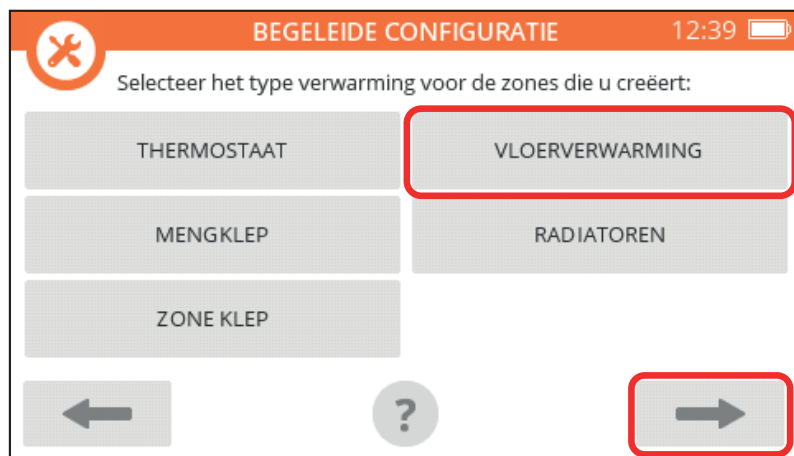 BEGELEIDE CONFIGURATIE 12:39
Selecteer het type verwarming voor de zones die u creëert:
THERMOSTAAT VLOERVERWARMING
MENGKLEP RADIATOREN
ZONE KLEP
?